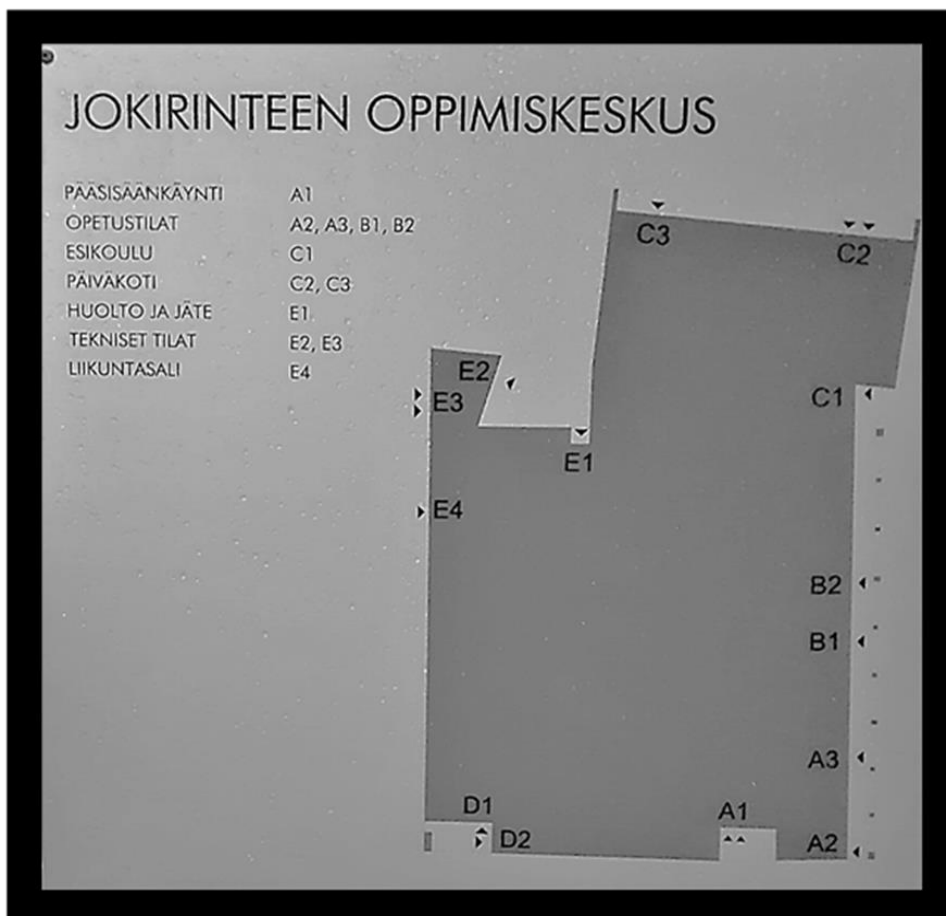 JOKIRINTEEN OPPIMISKESKUS
PÄÄSISÄÄNKÄYNTI A1
OPETUSTILAT A2, A3, B1, B2
ESIKOULU C1
PÄIVÄKOTI C2, C3
HUOLTO JA JÄTE E1
TEKNISET TILAT E2, E3
LIIKUNTASALI E4
C3
C2
E2
E3
C1
E1
E4
B2
B1
A3
D1
A1
D2
A2